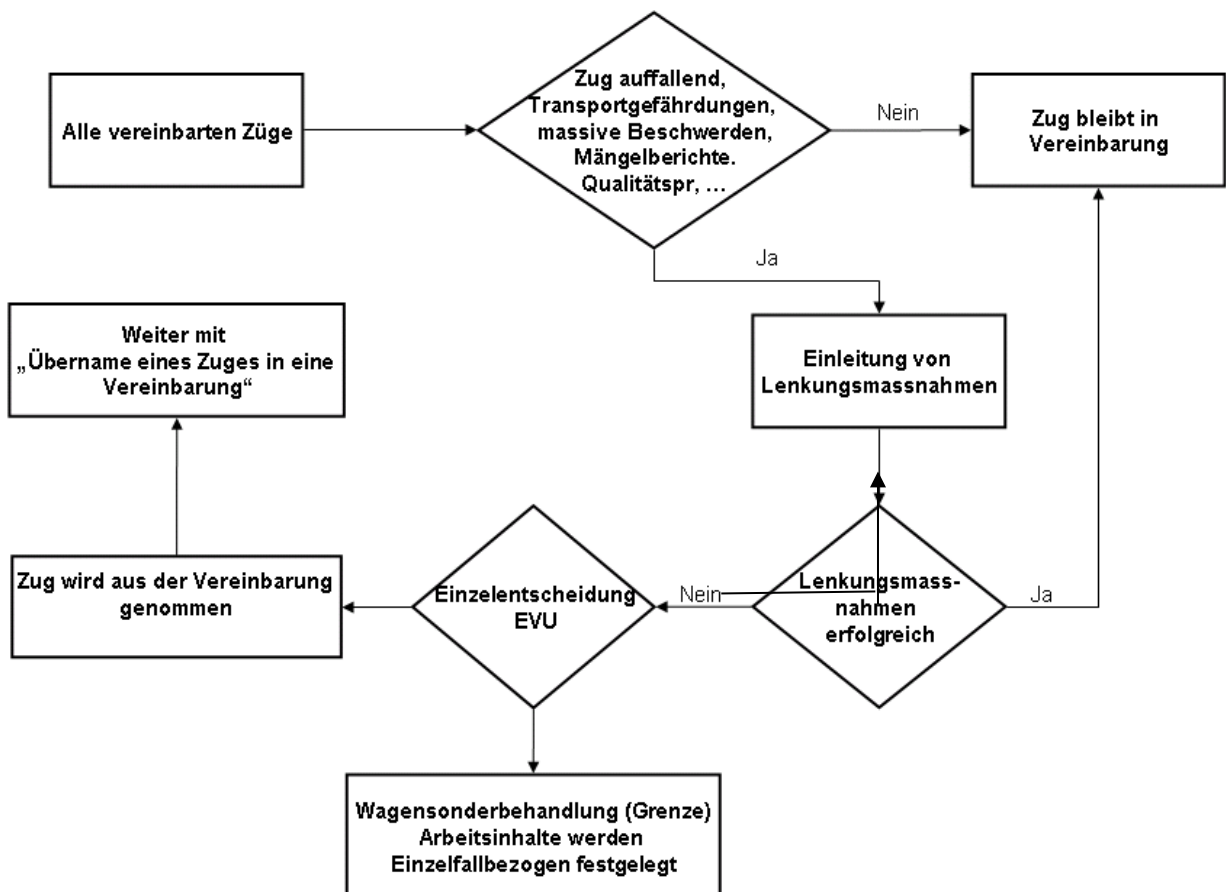 Alle vereinbarten Züge
Zug auffallend,
Transportgefährdungen,
massive Beschwerden,
Mängelberichte.
Qualitätspr, ...
Nein
Zug bleibt in
Vereinbarung
Ja
Einleitung von
Lenkungsmassnahmen
Weiter mit
„Übername eines Zuges in eine
Vereinbarung“
Lenkungsmass-
nahmen
erfolgreich
Ja
Nein
Einzelentscheidung
EVU
Zug wird aus der Vereinbarung
genommen
Wagensonderbehandlung (Grenze)
Arbeitsinhalte werden
Einzelfallbezogen festgelegt